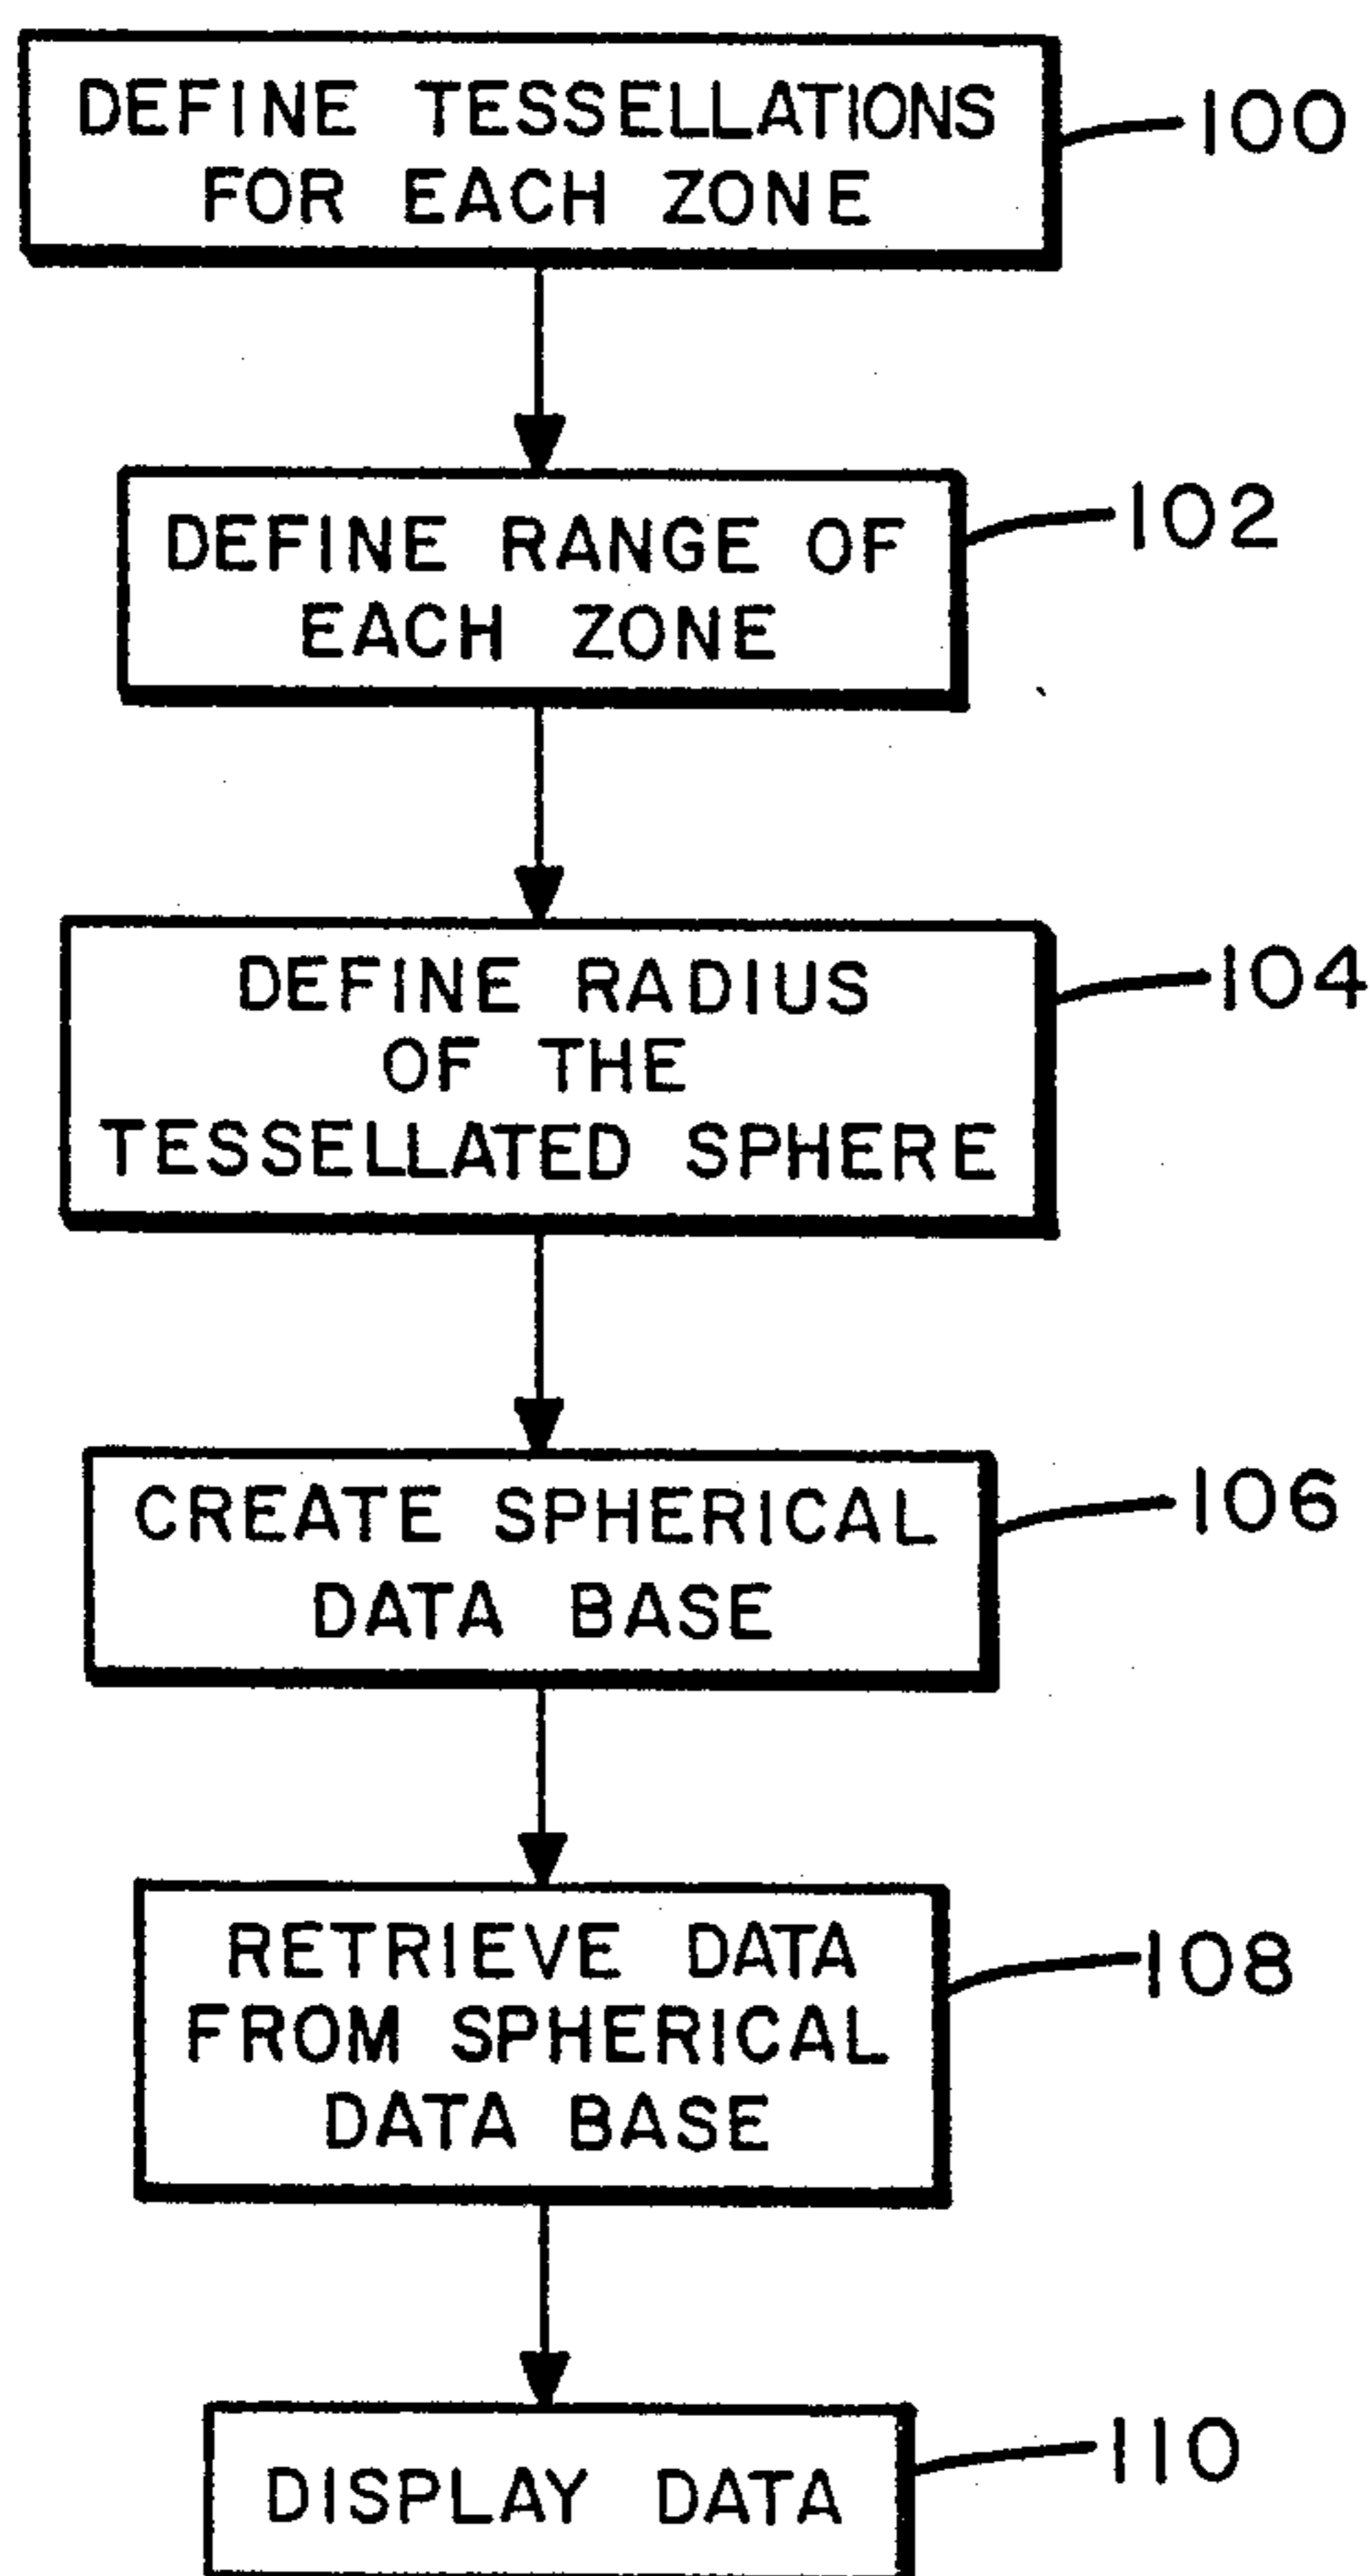 DEFINE TESSELLATIONS
FOR EACH ZONE
100
DEFINE RANGE OF
EACH ZONE
102
DEFINE RADIUS
OF THE
TESSELLATED SPHERE
104
CREATE SPHERICAL
DATA BASE
106
RETRIEVE DATA
FROM SPHERICAL
DATA BASE
108
DISPLAY DATA
110